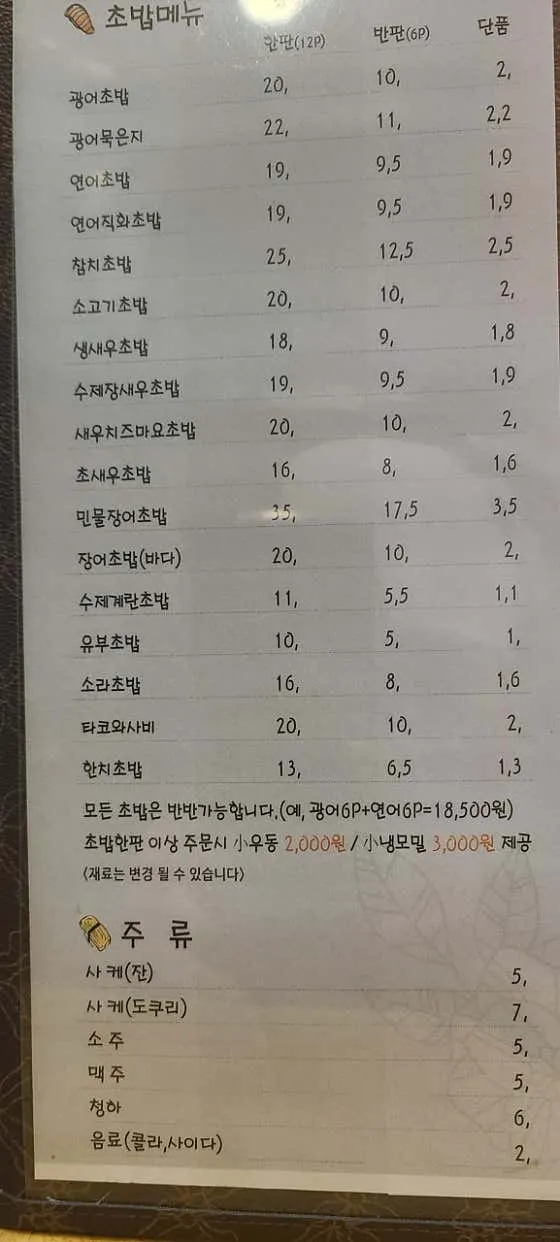 초밥메뉴
한판(12P) 반판(6P) 단품
광어초밥 20, 10, 2,
광어묵은지 22, 11, 2,2
연어초밥 19, 9,5 1,9
연어직화초밥 19, 9,5 1,9
참치초밥 25, 12,5 2,5
소고기초밥 20, 10, 2,
생새우초밥 18, 9, 1,8
수제장새우초밥 19, 9,5 1,9
새우치즈마요초밥 20, 10, 2,
초새우초밥 16, 8, 1,6
민물장어초밥 35, 17,5 3,5
장어초밥(바다) 20, 10, 2,
수제계란초밥 11, 5,5 1,1
유부초밥 10, 5, 1,
소라초밥 16, 8, 1,6
타코와사비 20, 10, 2,
한치초밥 13, 6,5 1,3
모든 초밥은 반반가능합니다.(예, 광어6P+연어6P=18,500원)
초밥한판 이상 주문시 小우동 2,000원 / 小냉모밀 3,000원 제공
〈재료는 변경 될 수 있습니다〉
주 류
사 케(잔) 5,
사 케(도쿠리) 7,
소 주 5,
맥 주 5,
청하 6,
음료(콜라,사이다) 2,